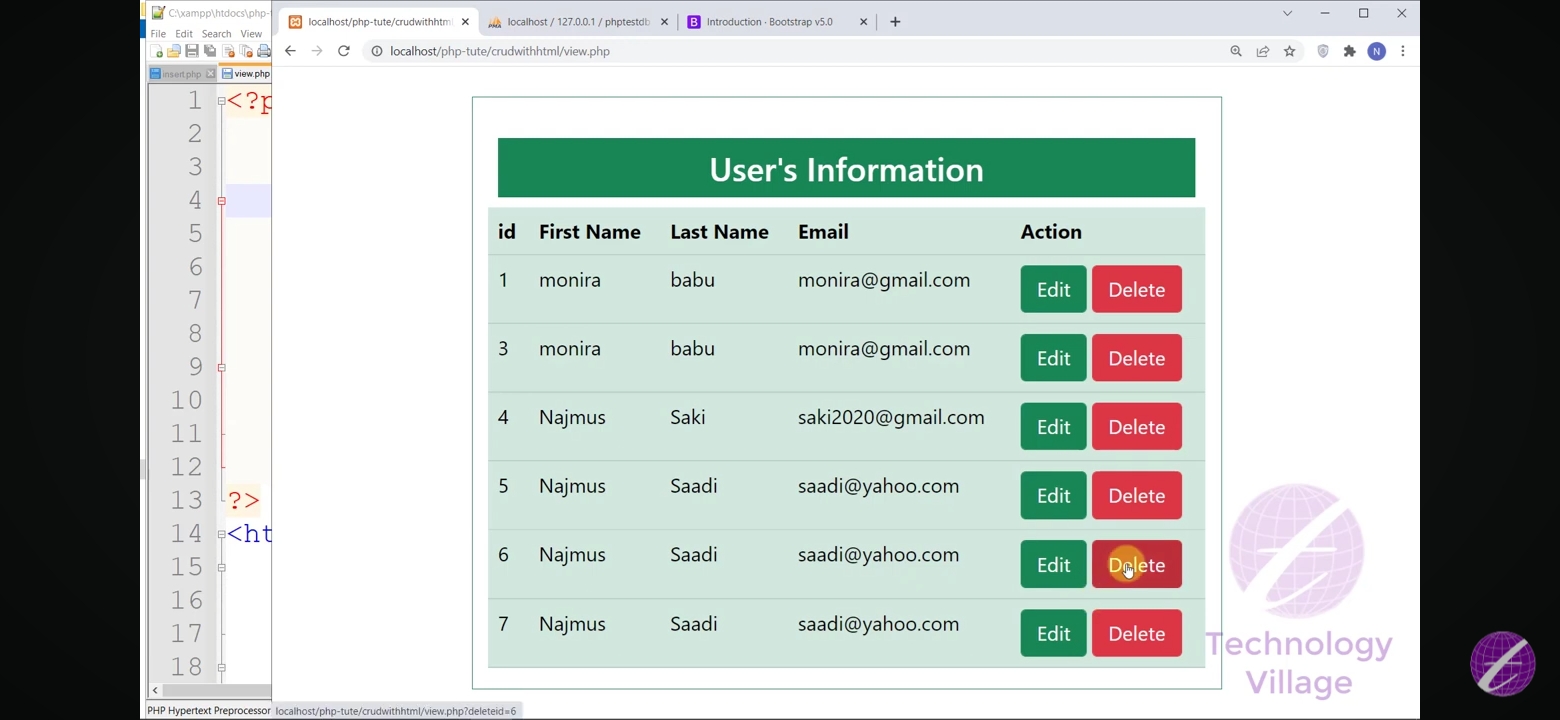 C:\xampp\htdocs\php-
localhost/php-tute/crudwithhtml
localhost / 127.0.0.1 / phptestdb
Introduction · Bootstrap v5.0
File Edit Search View
localhost/php-tute/crudwithhtml/view.php
N
insert.php
view.php
1 <?p
2
3
4
5
6
7
8
9
10
11
12
13 ?>
14 <ht
15
16
17
18
User's Information
id First Name Last Name Email Action
1 monira babu monira@gmail.com Edit Delete
3 monira babu monira@gmail.com Edit Delete
4 Najmus Saki saki2020@gmail.com Edit Delete
5 Najmus Saadi saadi@yahoo.com Edit Delete
6 Najmus Saadi saadi@yahoo.com Edit Delete
7 Najmus Saadi saadi@yahoo.com Edit Delete
Technology
Village
PHP Hypertext Preprocessor
localhost/php-tute/crudwithhtml/view.php?deleteid=6